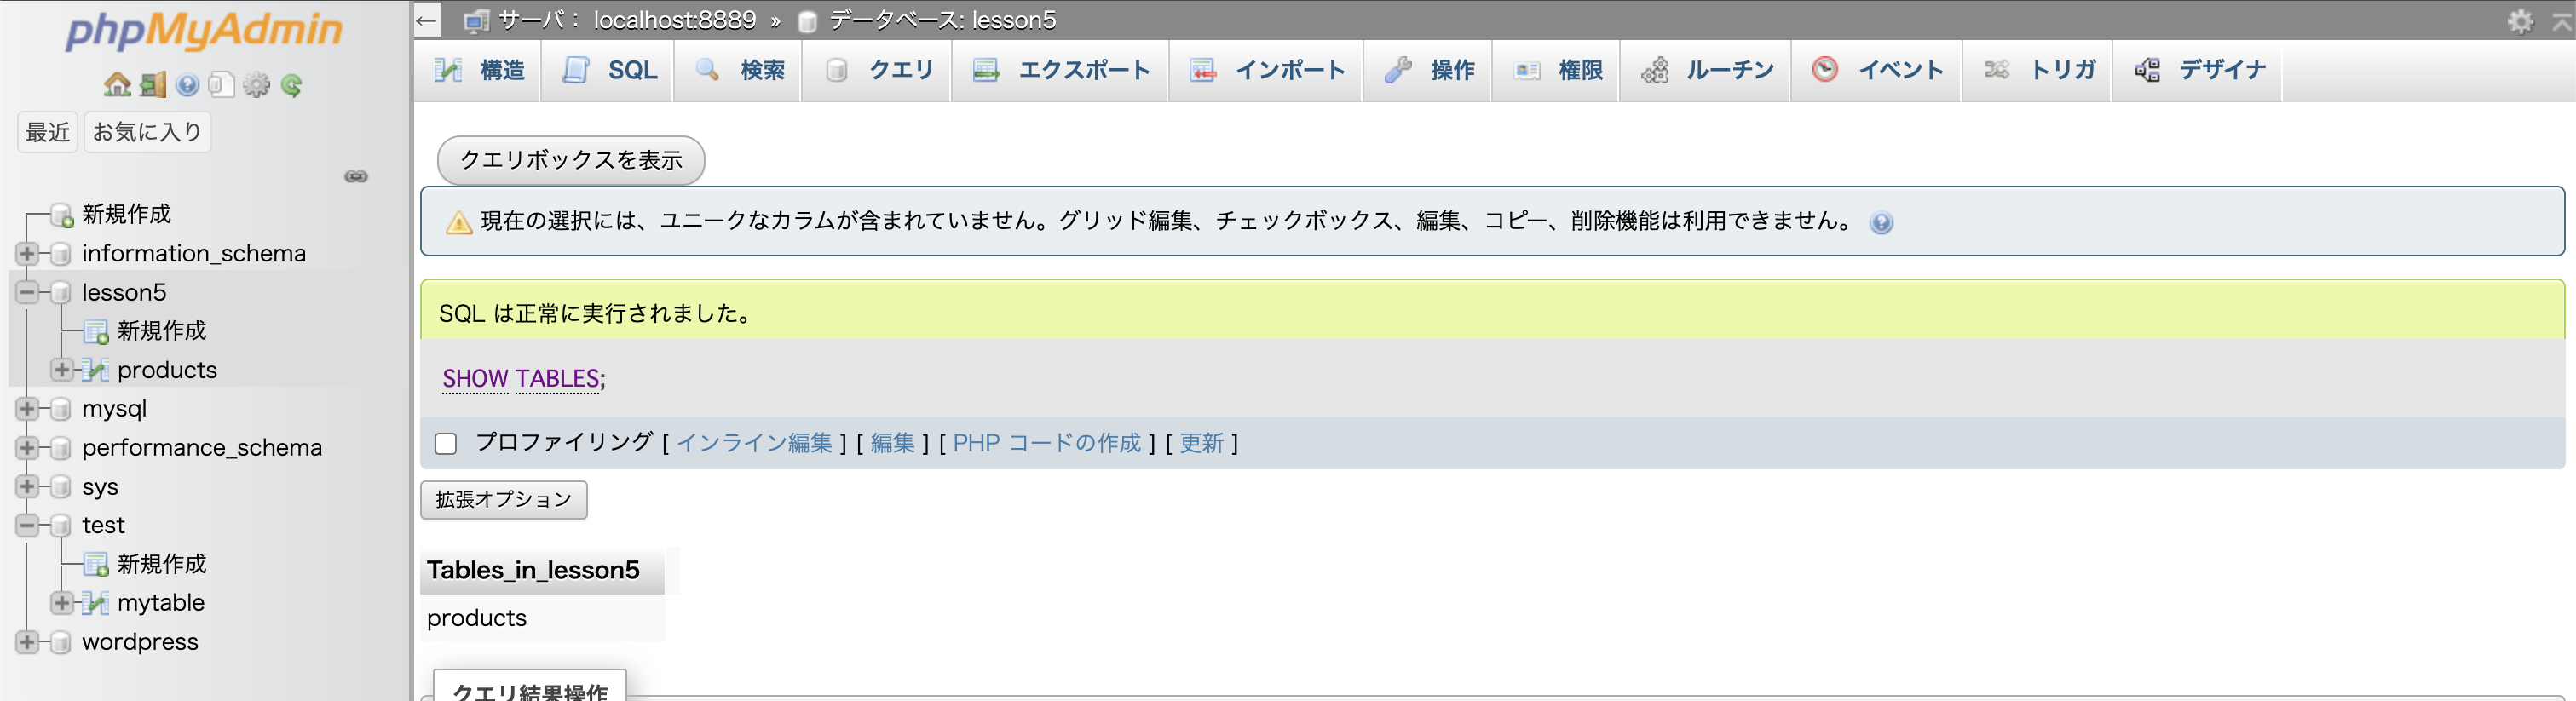 phpMyAdmin
最近 お気に入り
新規作成
information_schema
lesson5
新規作成
products
mysql
performance_schema
sys
test
新規作成
mytable
wordpress
← サーバ: localhost:8889 » データベース: lesson5
構造 SQL 検索 クエリ エクスポート インポート 操作 権限 ルーチン イベント トリガ デザイナ
クエリボックスを表示
現在の選択には、ユニークなカラムが含まれていません。グリッド編集、チェックボックス、編集、コピー、削除機能は利用できません。
SQL は正常に実行されました。
SHOW TABLES;
プロファイリング [ インライン編集 ] [ 編集 ] [ PHP コードの作成 ] [ 更新 ]
拡張オプション
Tables_in_lesson5
products
クエリ結果操作